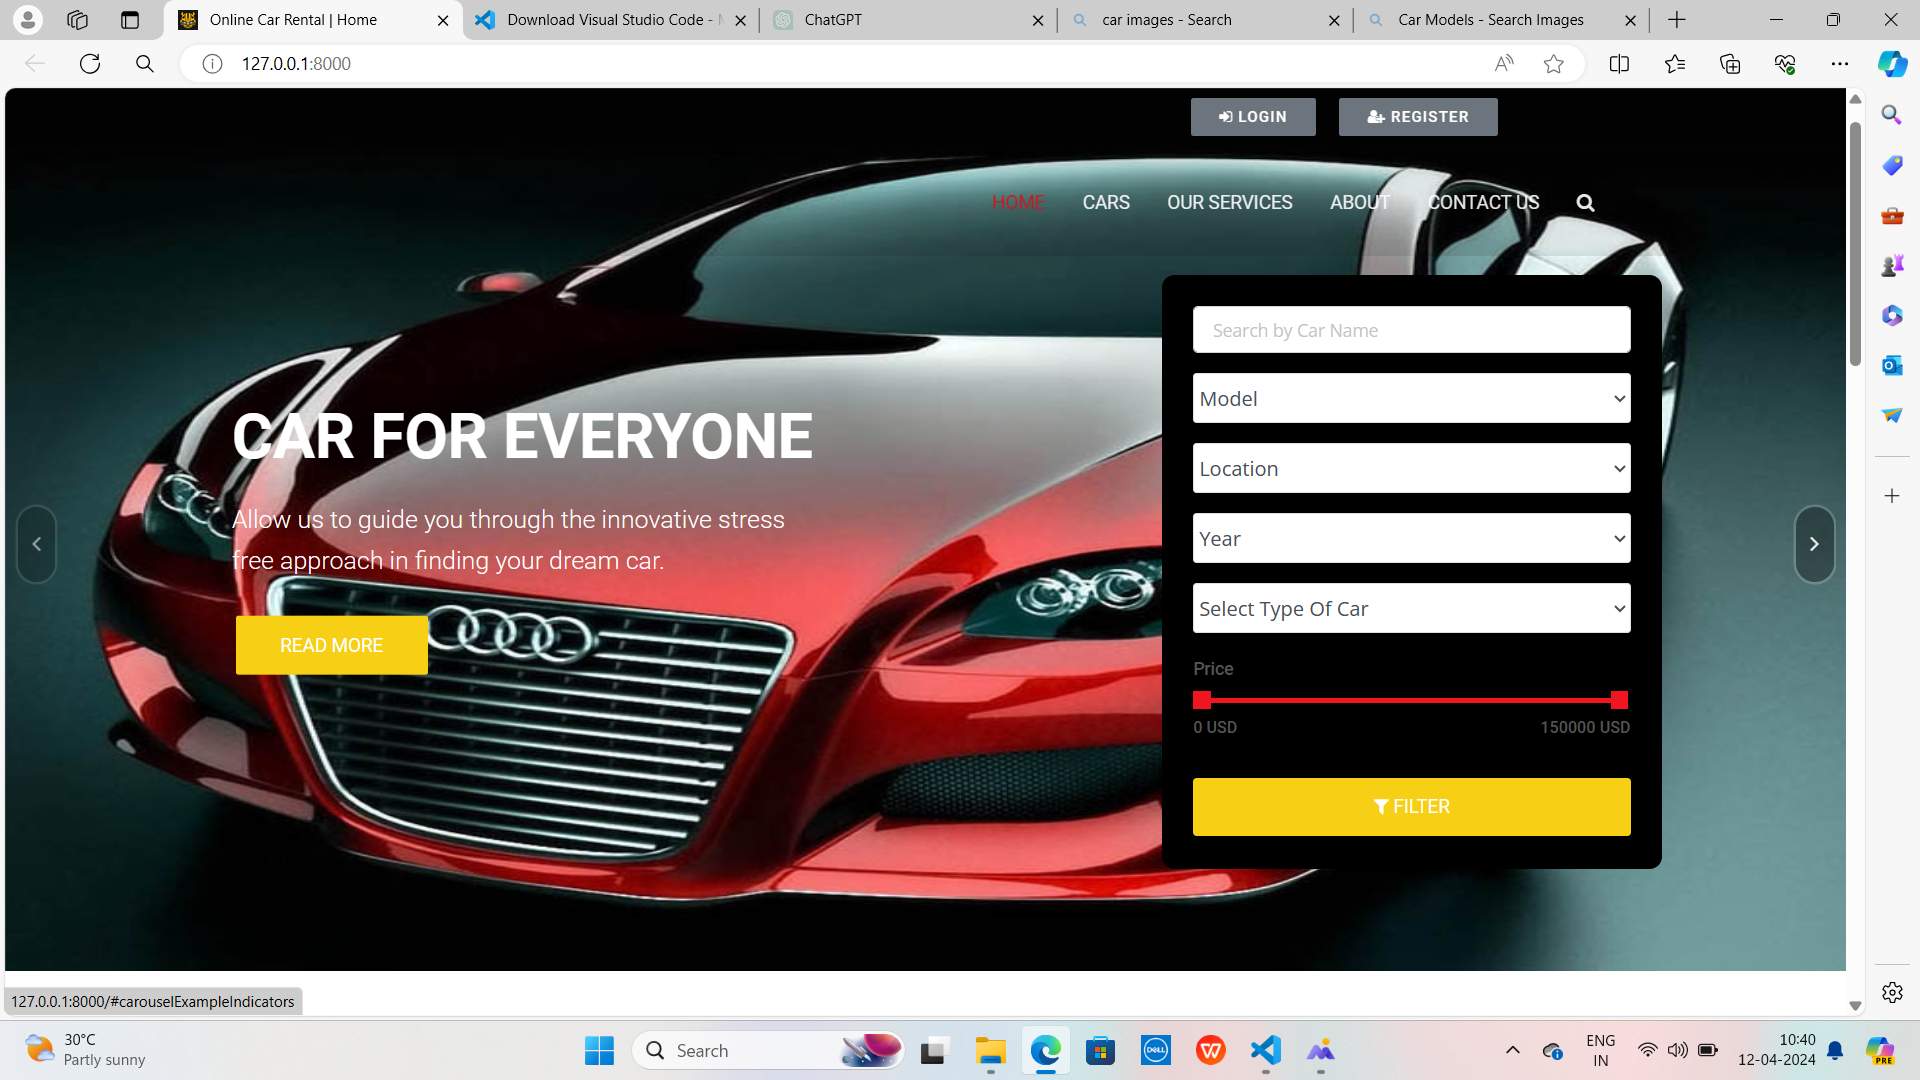 Online Car Rental | Home
Download Visual Studio Code -
ChatGPT
car images - Search
Car Models - Search Images
127.0.0.1:8000
LOGIN
REGISTER
HOME
CARS
OUR SERVICES
ABOUT
CONTACT US
Search by Car Name
Model
Location
Year
Select Type Of Car
Price
0 USD
150000 USD
FILTER
CAR FOR EVERYONE
Allow us to guide you through the innovative stress
free approach in finding your dream car.
READ MORE
127.0.0.1:8000/#carouselExampleIndicators
30°C
Partly sunny
Search
DELL
ENG
IN
10:40
12-04-2024
PRE